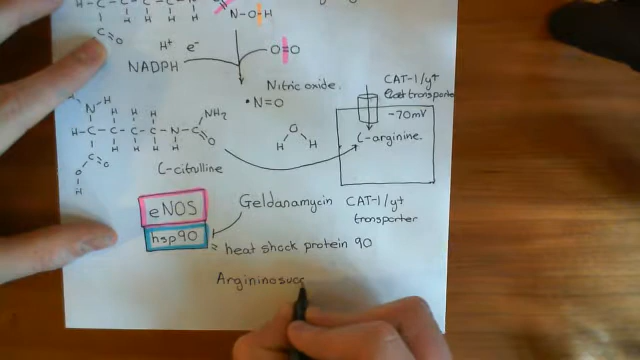 H-C-C-C-C
N-O-H
C=O
H⁺ e⁻
O=O
NADPH
Nitric oxide.
•N=O
CAT-1/y+
transporter
-70mV
L-arginine.
H-N-H
H H H H
NH₂
H-C-C-C-C-N-C=O
H H H H
O
H H
C=O
O
H
L-citrulline
eNOS
Geldanamycin
CAT-1/y+
transporter
hsp90
= heat shock protein 90
Argininosucc